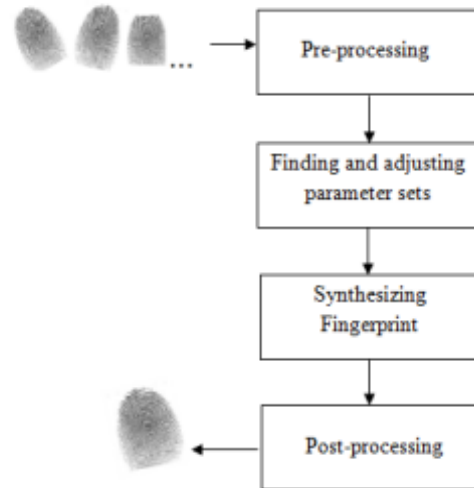 ...
Pre-processing
Finding and adjusting
parameter sets
Synthesizing
Fingerprint
Post-processing